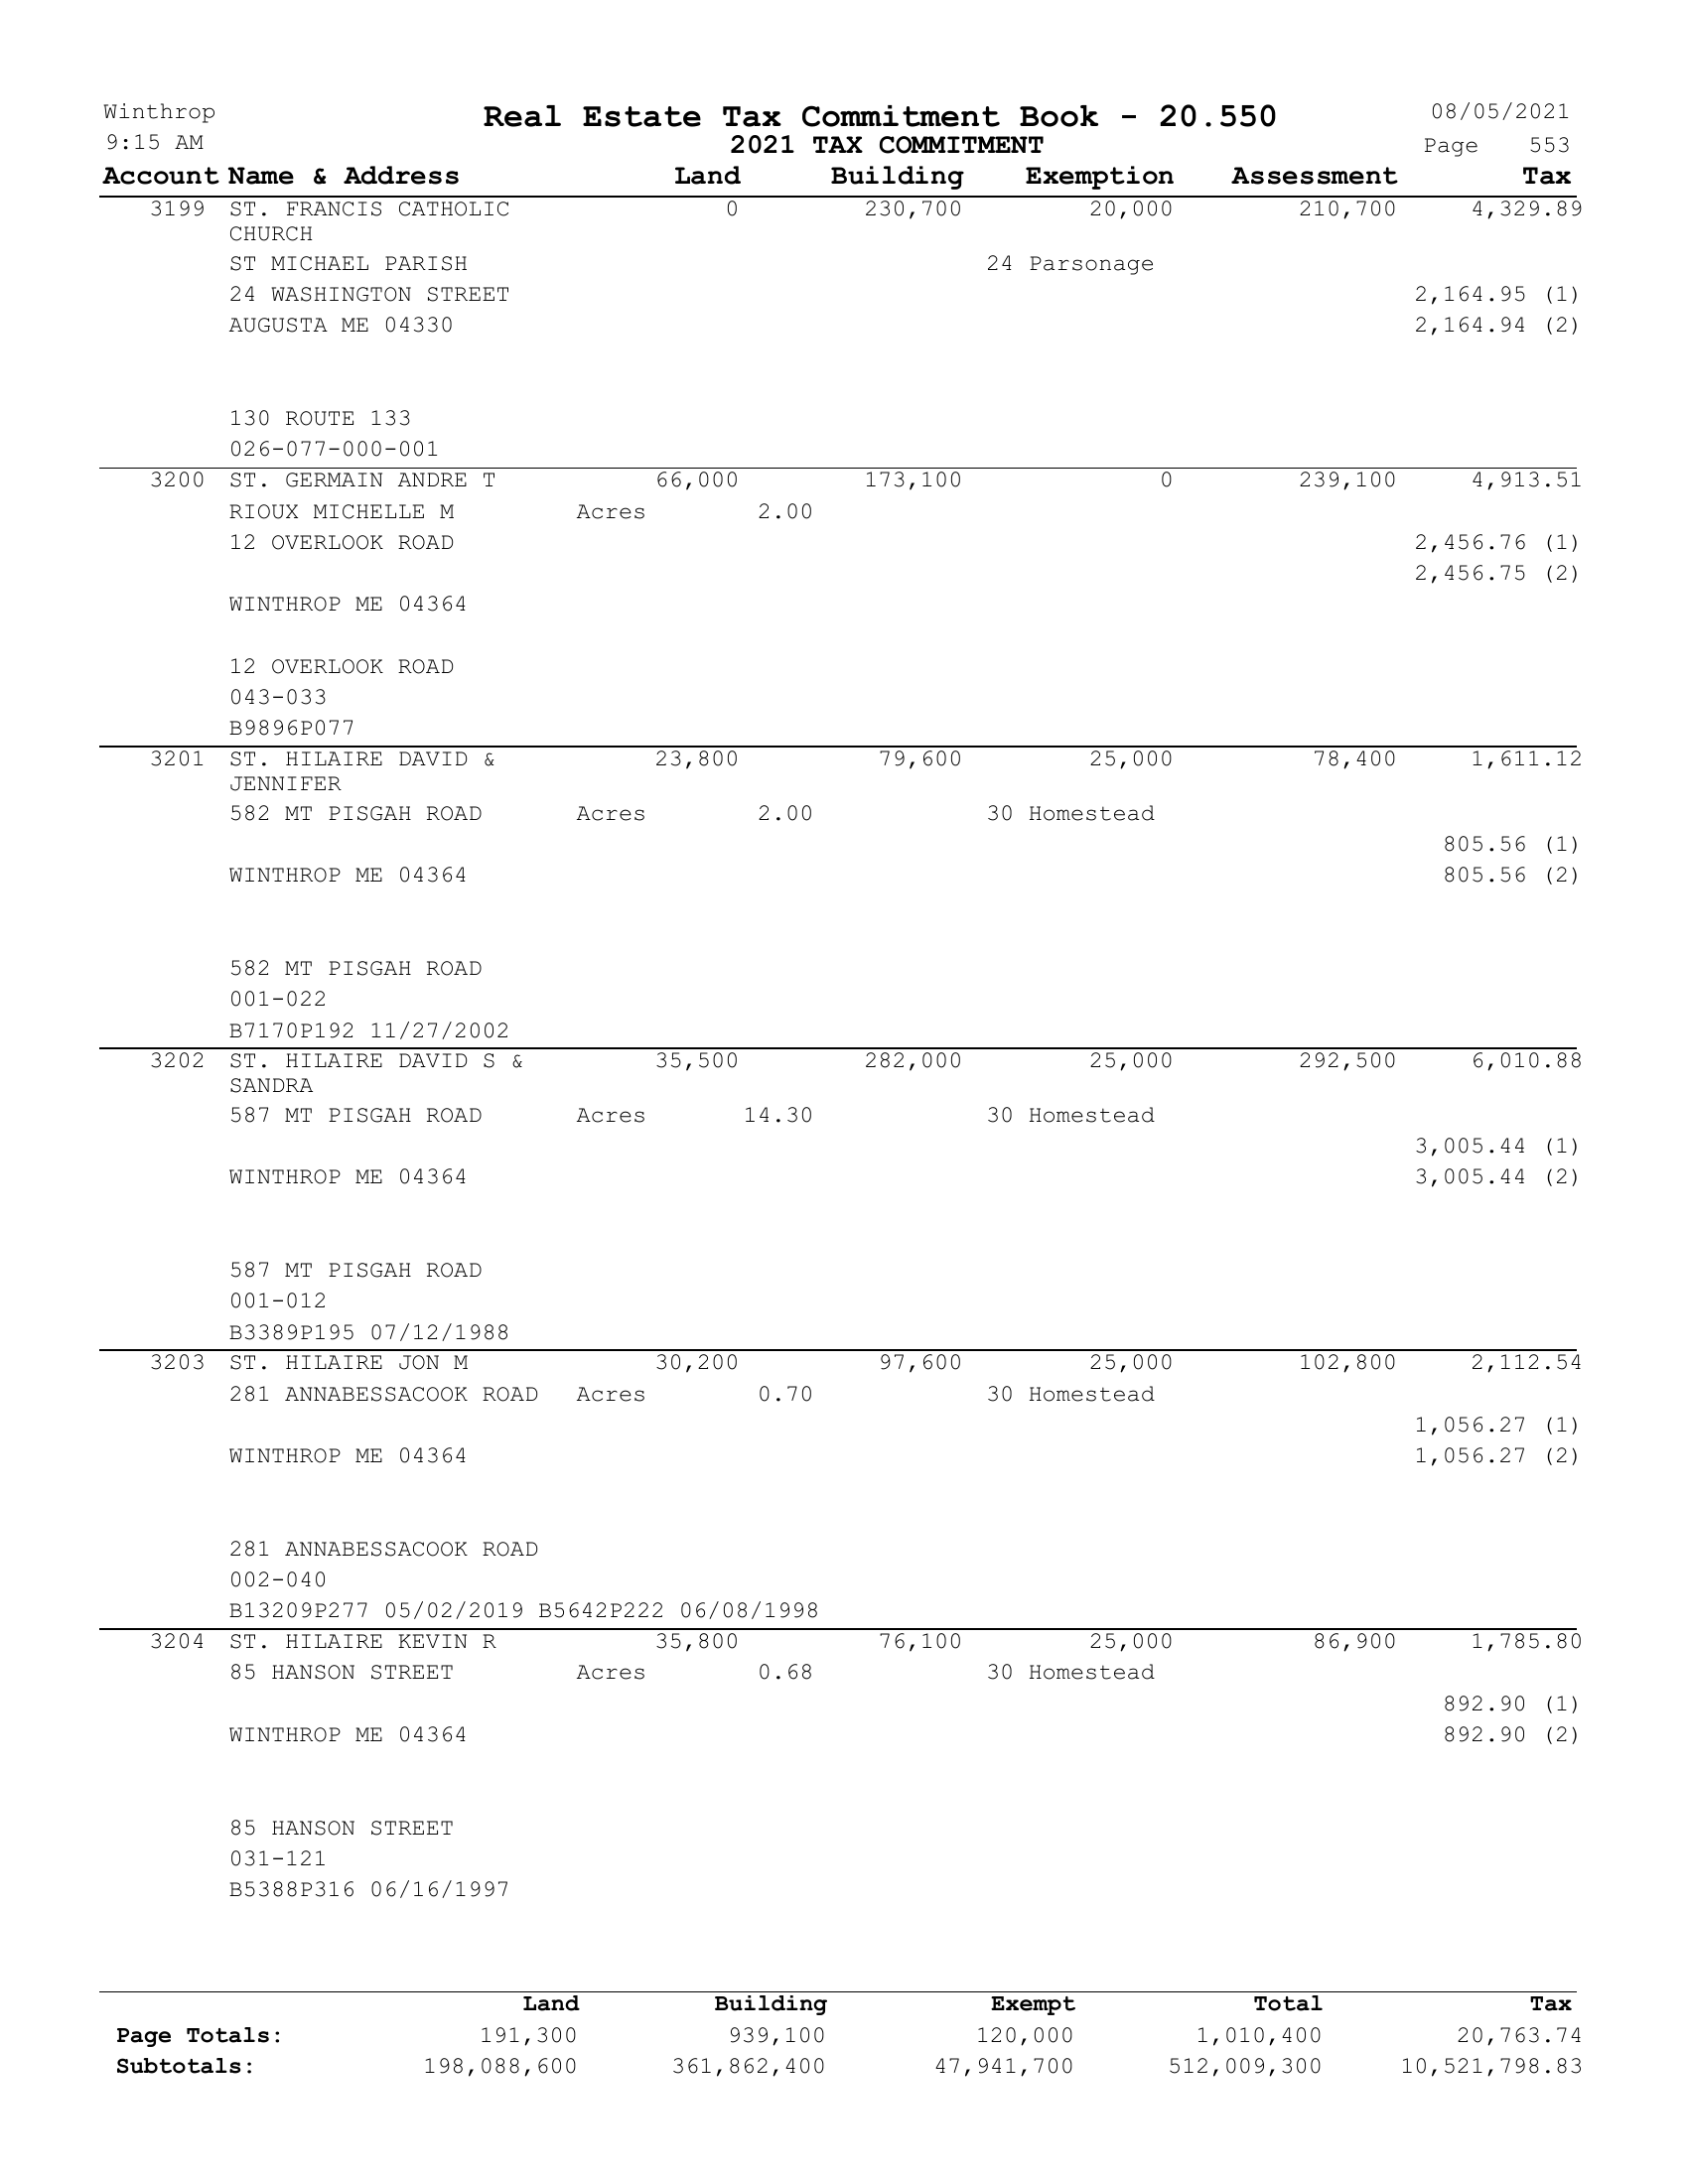 Winthrop Real Estate Tax Commitment Book - 20.550 08/05/2021
9:15 AM 2021 TAX COMMITMENT Page 553
Account Name & Address Land Building Exemption Assessment Tax
3199 ST. FRANCIS CATHOLIC 0 230,700 20,000 210,700 4,329.89
CHURCH
ST MICHAEL PARISH 24 Parsonage
24 WASHINGTON STREET 2,164.95 (1)
AUGUSTA ME 04330 2,164.94 (2)
130 ROUTE 133
026-077-000-001
3200 ST. GERMAIN ANDRE T 66,000 173,100 0 239,100 4,913.51
RIOUX MICHELLE M Acres 2.00
12 OVERLOOK ROAD 2,456.76 (1)
2,456.75 (2)
WINTHROP ME 04364
12 OVERLOOK ROAD
043-033
B9896P077
3201 ST. HILAIRE DAVID & 23,800 79,600 25,000 78,400 1,611.12
JENNIFER
582 MT PISGAH ROAD Acres 2.00 30 Homestead
805.56 (1)
WINTHROP ME 04364 805.56 (2)
582 MT PISGAH ROAD
001-022
B7170P192 11/27/2002
3202 ST. HILAIRE DAVID S & 35,500 282,000 25,000 292,500 6,010.88
SANDRA
587 MT PISGAH ROAD Acres 14.30 30 Homestead
3,005.44 (1)
WINTHROP ME 04364 3,005.44 (2)
587 MT PISGAH ROAD
001-012
B3389P195 07/12/1988
3203 ST. HILAIRE JON M 30,200 97,600 25,000 102,800 2,112.54
281 ANNABESSACOOK ROAD Acres 0.70 30 Homestead
1,056.27 (1)
WINTHROP ME 04364 1,056.27 (2)
281 ANNABESSACOOK ROAD
002-040
B13209P277 05/02/2019 B5642P222 06/08/1998
3204 ST. HILAIRE KEVIN R 35,800 76,100 25,000 86,900 1,785.80
85 HANSON STREET Acres 0.68 30 Homestead
892.90 (1)
WINTHROP ME 04364 892.90 (2)
85 HANSON STREET
031-121
B5388P316 06/16/1997
Land Building Exempt Total Tax
Page Totals: 191,300 939,100 120,000 1,010,400 20,763.74
Subtotals: 198,088,600 361,862,400 47,941,700 512,009,300 10,521,798.83